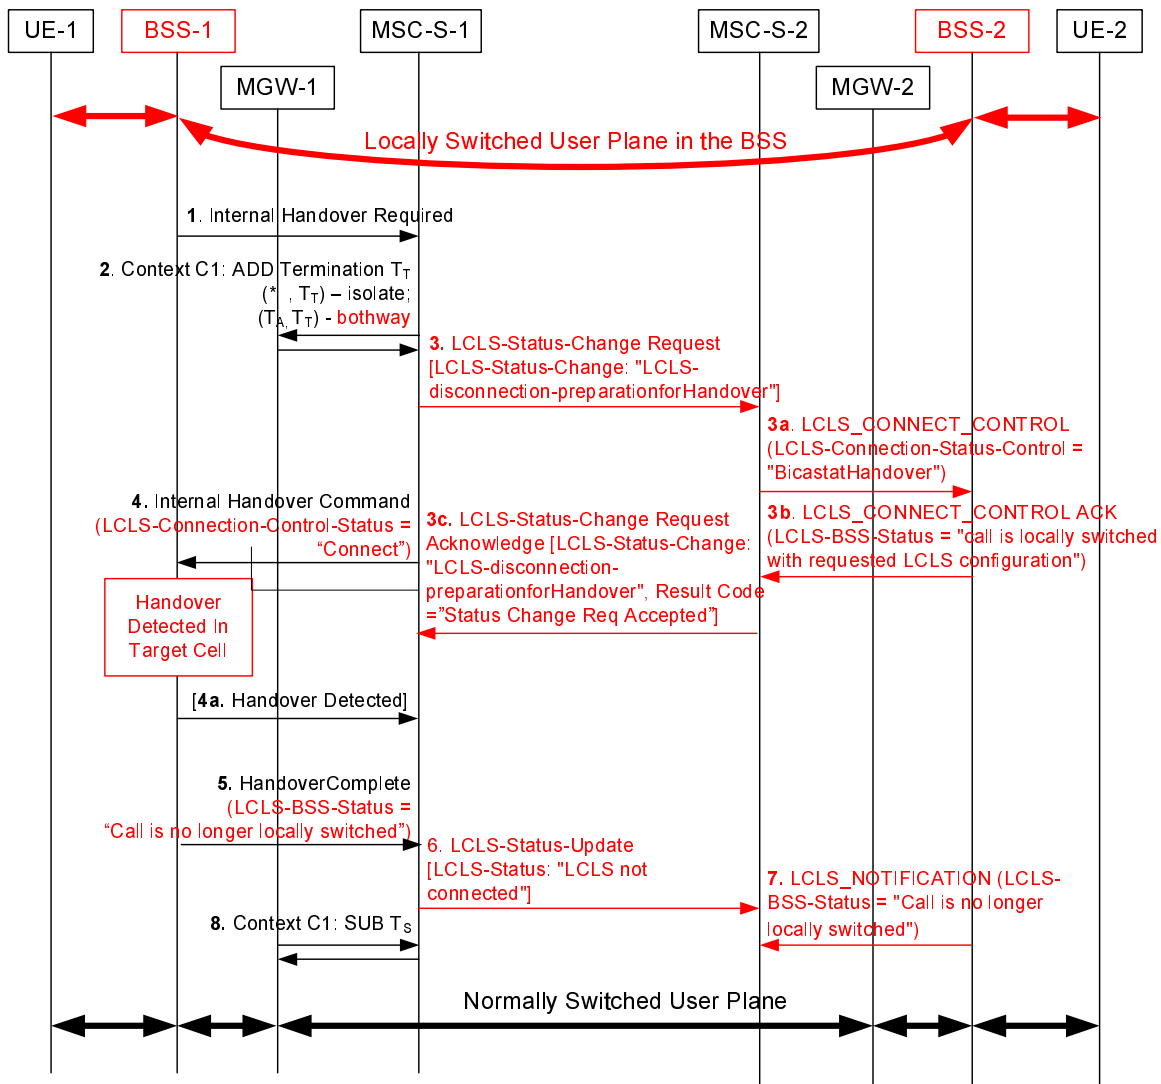 UE-1
BSS-1
MSC-S-1
MSC-S-2
BSS-2
UE-2
MGW-1
MGW-2
Locally Switched User Plane in the BSS
1. Internal Handover Required
2. Context C1: ADD Termination TT
(* , TT) – isolate;
(TA, TT) - bothway
3. LCLS-Status-Change Request
[LCLS-Status-Change: "LCLS-
disconnection-preparationforHandover"]
3a. LCLS_CONNECT_CONTROL
(LCLS-Connection-Status-Control =
"BicastatHandover")
4. Internal Handover Command
(LCLS-Connection-Control-Status =
“Connect”)
3c. LCLS-Status-Change Request
Acknowledge [LCLS-Status-Change:
"LCLS-disconnection-
preparationforHandover", Result Code
=”Status Change Req Accepted”]
3b. LCLS_CONNECT_CONTROL ACK
(LCLS-BSS-Status = "call is locally switched
with requested LCLS configuration")
Handover
Detected In
Target Cell
[4a. Handover Detected]
5. HandoverComplete
(LCLS-BSS-Status =
“Call is no longer locally switched”)
6. LCLS-Status-Update
[LCLS-Status: "LCLS not
connected"]
7. LCLS_NOTIFICATION (LCLS-
BSS-Status = "Call is no longer
locally switched")
8. Context C1: SUB TS
Normally Switched User Plane